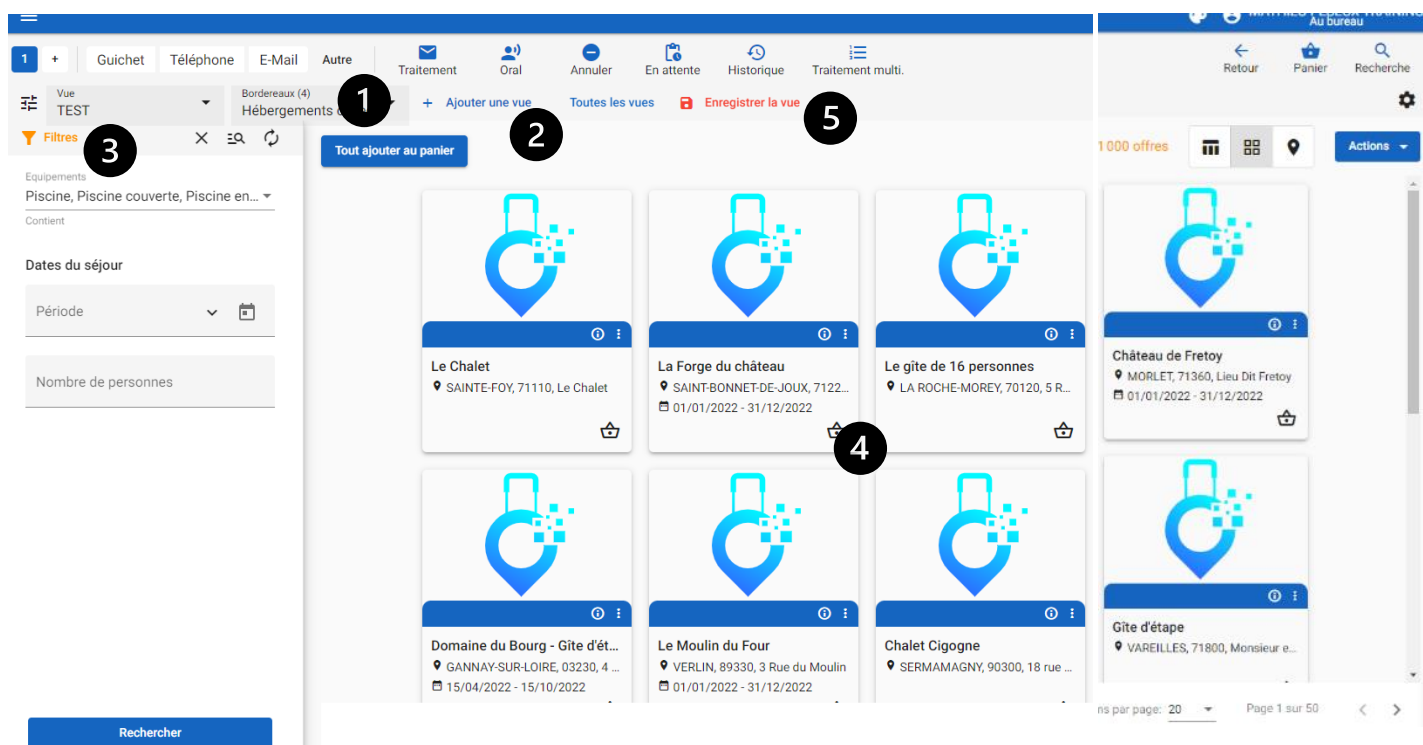 Au bureau
1 + Guichet Téléphone E-Mail Autre
Traitement Oral Annuler En attente Historique Traitement multi.
Retour Panier Recherche
Vue
TEST
Bordereaux (4)
Hébergements
1
+ Ajouter une vue Toutes les vues Enregistrer la vue
2
5
Filtres
3
Tout ajouter au panier
1 000 offres
Actions
Equipements
Piscine, Piscine couverte, Piscine en...
Contient
Dates du séjour
Période
Nombre de personnes
Rechercher
Le Chalet
SAINTE-FOY, 71110, Le Chalet
La Forge du château
SAINT-BONNET-DE-JOUX, 7122...
01/01/2022 - 31/12/2022
Le gîte de 16 personnes
LA ROCHE-MOREY, 70120, 5 R...
Château de Fretoy
MORLET, 71360, Lieu Dit Fretoy
01/01/2022 - 31/12/2022
4
Domaine du Bourg - Gîte d'ét...
GANNAY-SUR-LOIRE, 03230, 4 ...
15/04/2022 - 15/10/2022
Le Moulin du Four
VERLIN, 89330, 3 Rue du Moulin
01/01/2022 - 31/12/2022
Chalet Cigogne
SERMAMAGNY, 90300, 18 rue ...
Gîte d'étape
VAREILLES, 71800, Monsieur e...
ns par page: 20 Page 1 sur 50